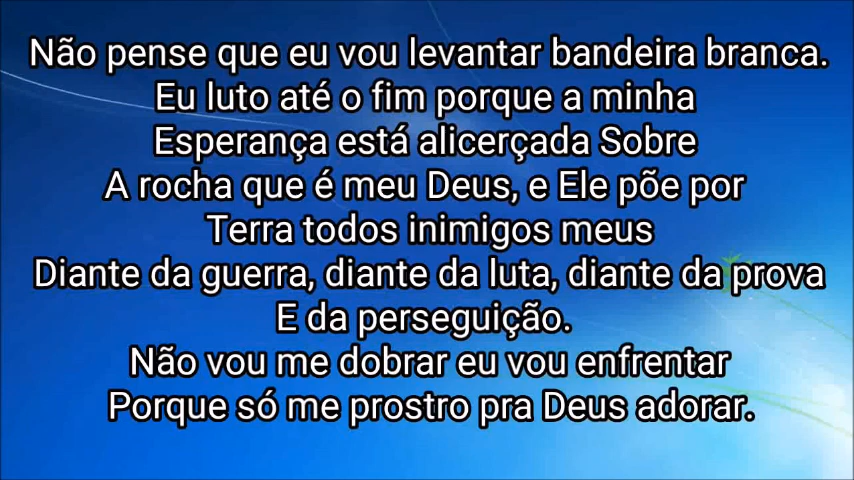 Não pense que eu vou levantar bandeira branca.
Eu luto até o fim porque a minha
Esperança está alicerçada Sobre
A rocha que é meu Deus, e Ele põe por
Terra todos inimigos meus
Diante da guerra, diante da luta, diante da prova
E da perseguição.
Não vou me dobrar eu vou enfrentar
Porque só me prostro pra Deus adorar.